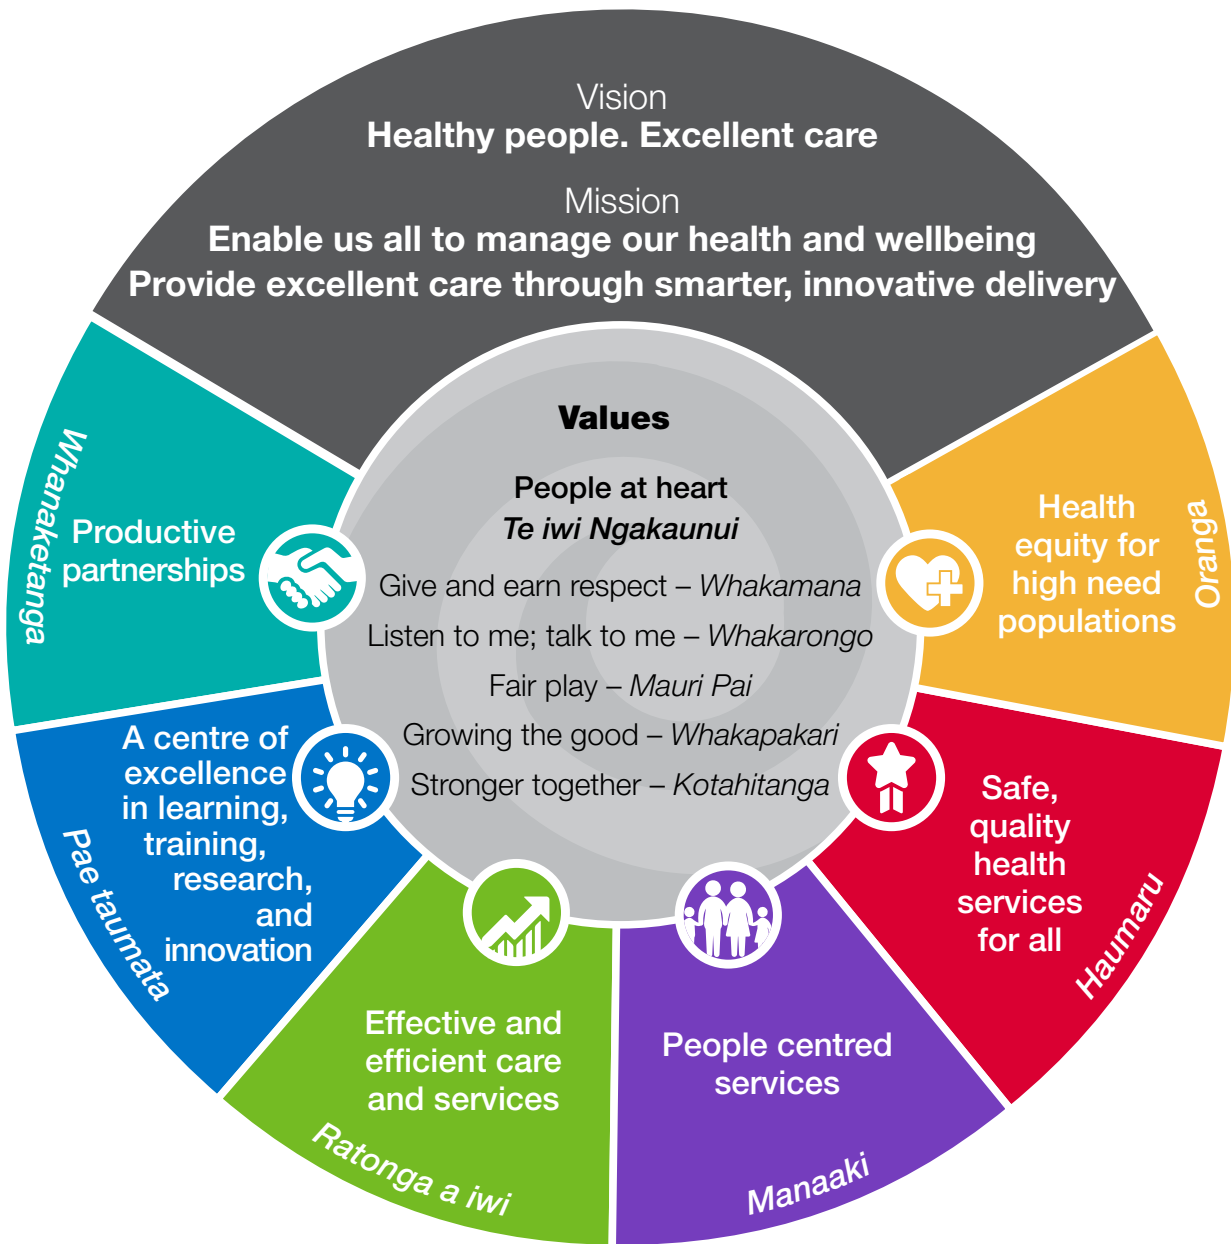 Vision
Healthy people. Excellent care
Mission
Enable us all to manage our health and wellbeing
Provide excellent care through smarter, innovative delivery
Values
People at heart
Te iwi Ngakaunui
Give and earn respect – Whakamana
Listen to me; talk to me – Whakarongo
Fair play – Mauri Pai
Growing the good – Whakapakari
Stronger together – Kotahitanga
Health
equity for
high need
populations
Oranga
Safe,
quality
health
services
for all
Haumaru
People centred
services
Manaaki
Effective and
efficient care
and services
Ratonga a iwi
A centre of
excellence
in learning,
training,
research,
and
innovation
Pae taumata
Productive
partnerships
Whanaketanga